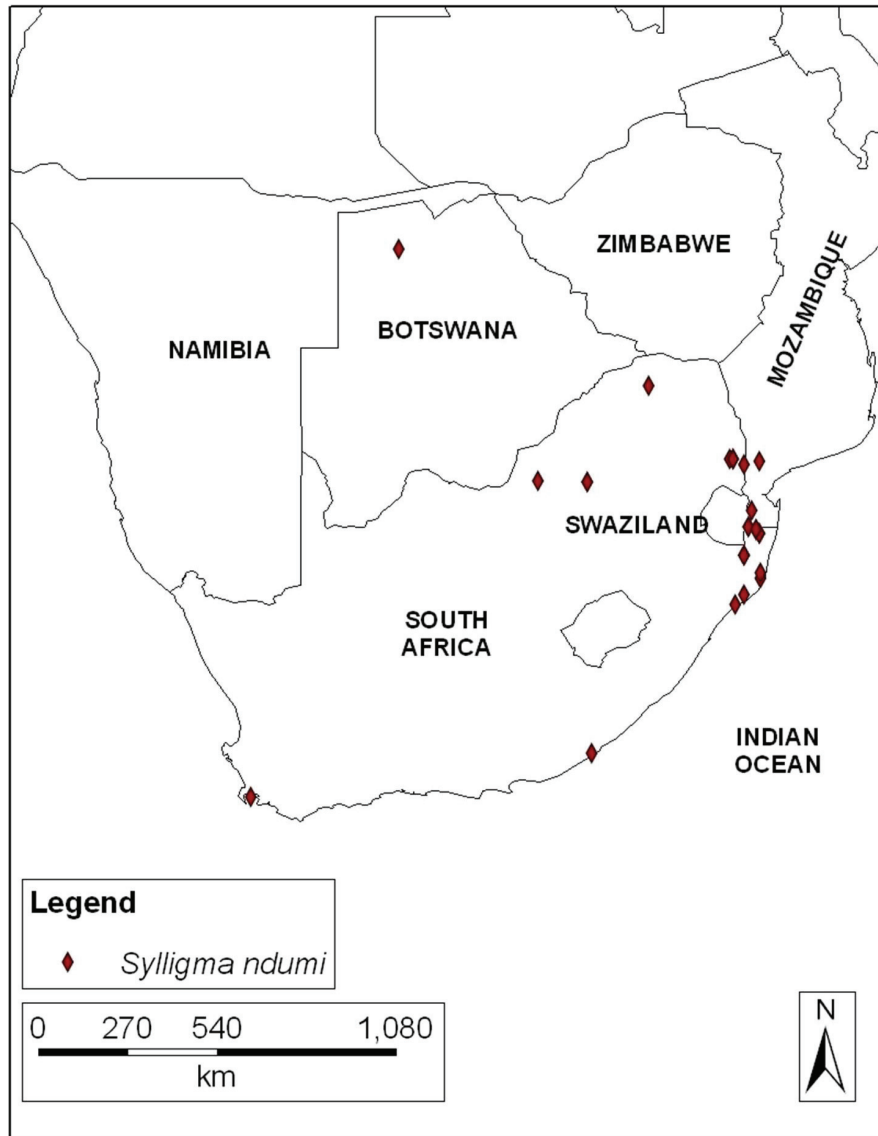 ZIMBABWE
MOZAMBIQUE
BOTSWANA
NAMIBIA
SWAZILAND
SOUTH
AFRICA
INDIAN
OCEAN
Legend
Sylligma ndumi
0 270 540 1,080
km
N